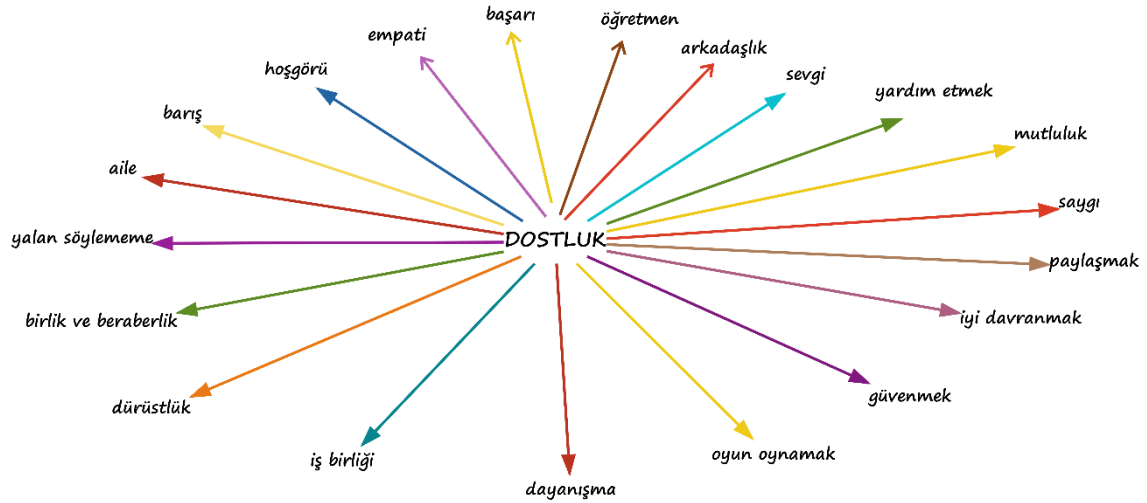 başarı
öğretmen
empati
arkadaşlık
hoşgörü
sevgi
yardım etmek
barış
mutluluk
aile
saygı
yalan söylememe
DOSTLUK
paylaşmak
birlik ve beraberlik
iyi davranmak
dürüstlük
güvenmek
iş birliği
oyun oynamak
dayanışma